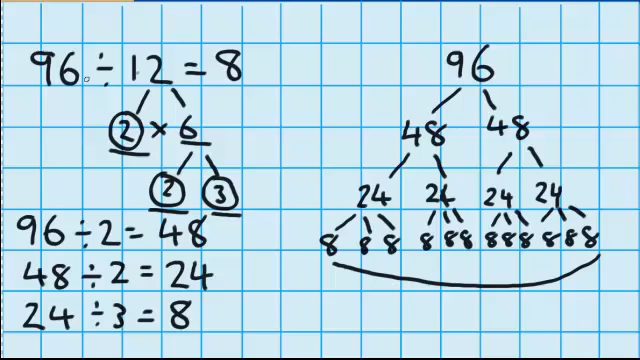 96 ÷ 12 = 8
2 × 6
2 3
96 ÷ 2 = 48
48 ÷ 2 = 24
24 ÷ 3 = 8
96
48 48
24 24 24 24
8 8 8 8 8 8 8 8 8 8 8 8